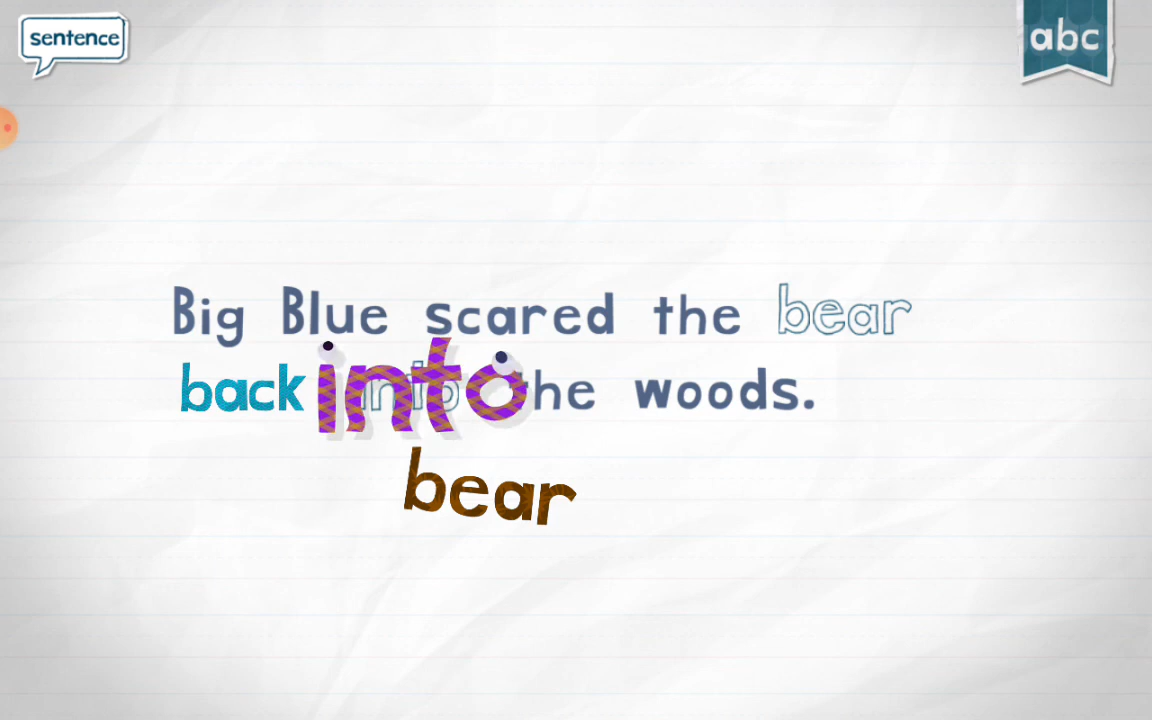 sentence
abc
Big Blue scared the bear
back into the woods.
bear